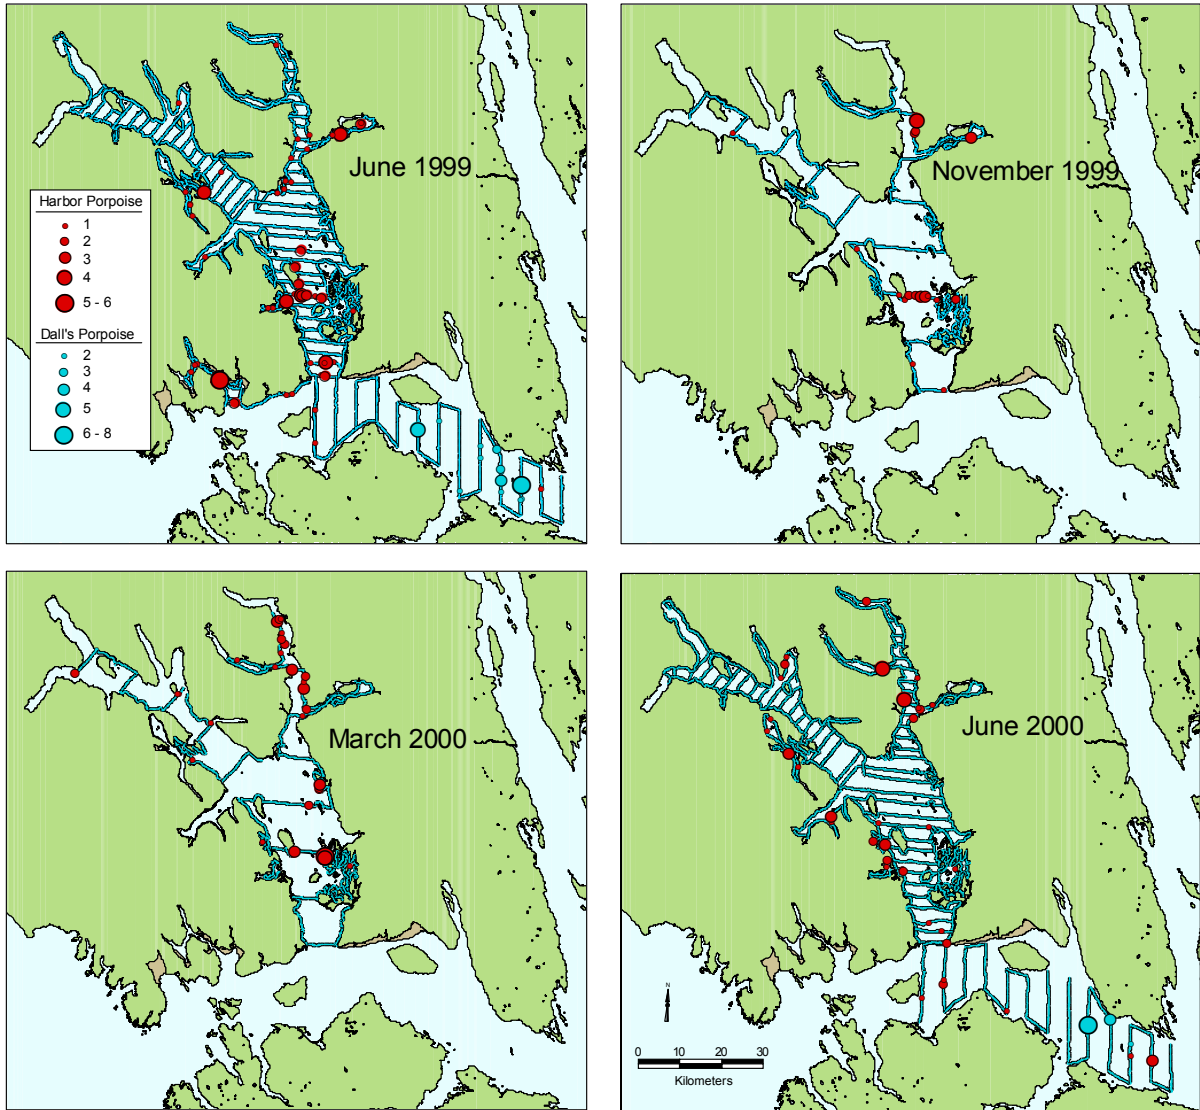 June 1999
November 1999
Harbor Porpoise
1
2
3
4
5 - 6
Dall's Porpoise
2
3
4
5
6 - 8
March 2000
June 2000
N
0 10 20 30
Kilometers